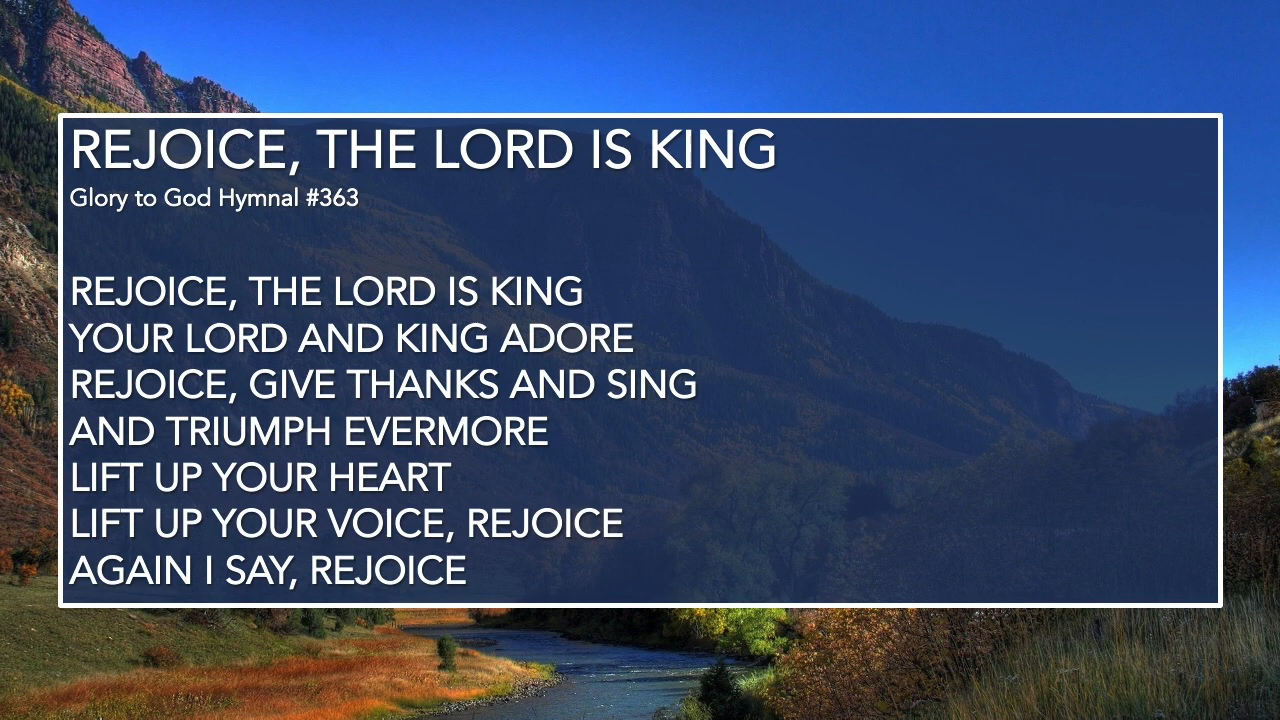 REJOICE, THE LORD IS KING
Glory to God Hymnal #363
REJOICE, THE LORD IS KING
YOUR LORD AND KING ADORE
REJOICE, GIVE THANKS AND SING
AND TRIUMPH EVERMORE
LIFT UP YOUR HEART
LIFT UP YOUR VOICE, REJOICE
AGAIN I SAY, REJOICE